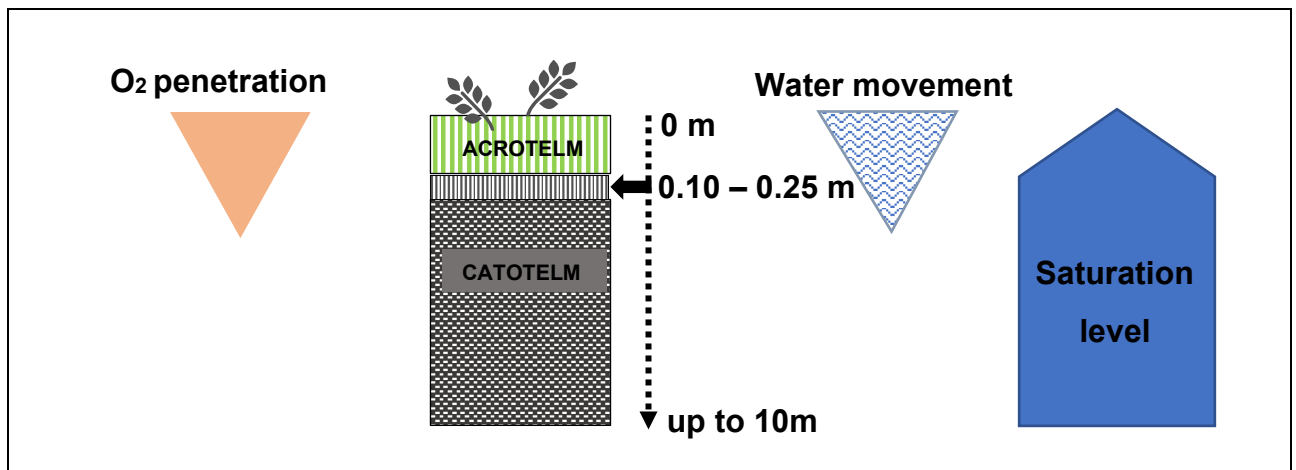 O2 penetration
Water movement
0 m
ACROTELM
0.10 – 0.25 m
CATOTELM
Saturation
level
up to 10m